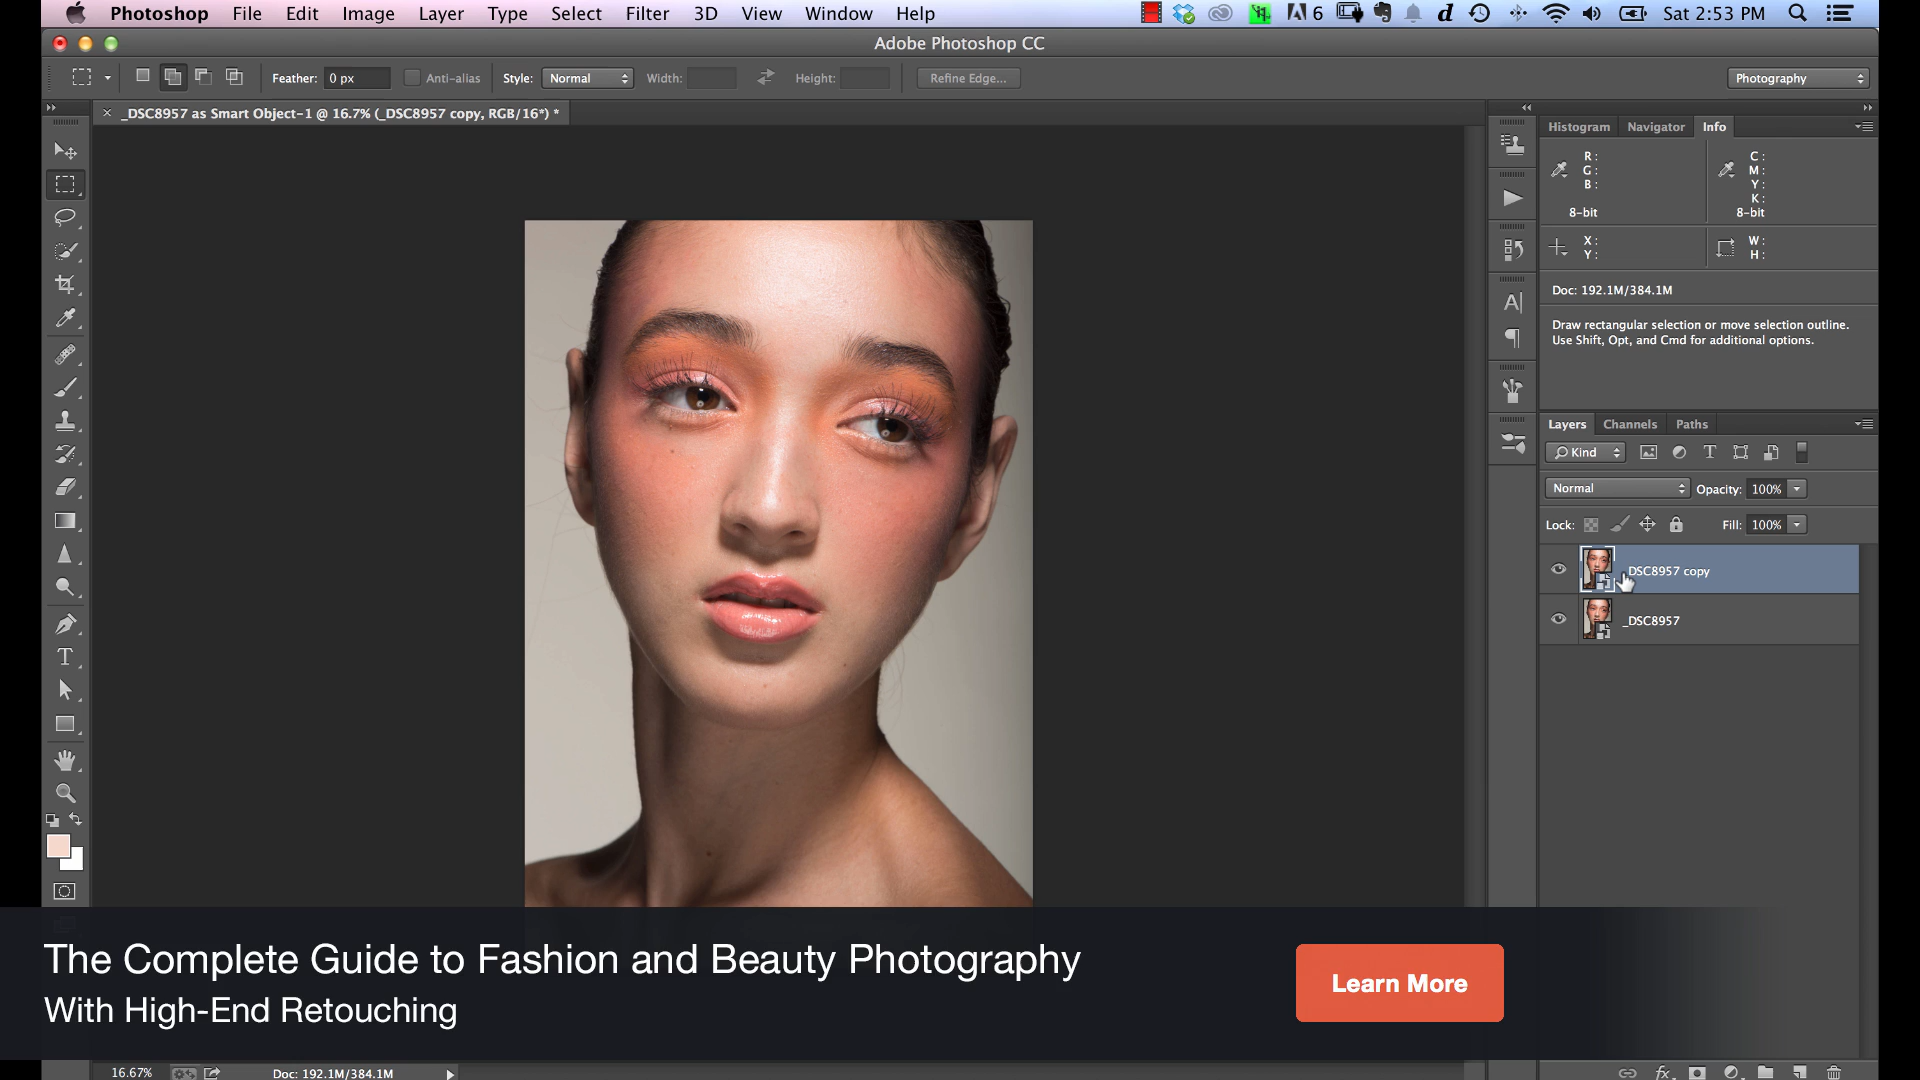 Photoshop File Edit Image Layer Type Select Filter 3D View Window Help 6 Sat 2:53 PM
Adobe Photoshop CC
Feather: 0 px Anti-alias Style: Normal Width: Height: Refine Edge... Photography
× _DSC8957 as Smart Object-1 @ 16.7% (_DSC8957 copy, RGB/16*) *
Histogram Navigator Info
R: C:
G: M:
B: Y:
K:
8-bit 8-bit
X: W:
Y: H:
Doc: 192.1M/384.1M
Draw rectangular selection or move selection outline.
Use Shift, Opt, and Cmd for additional options.
Layers Channels Paths
Kind
Normal Opacity: 100%
Lock: Fill: 100%
_DSC8957 copy
_DSC8957
The Complete Guide to Fashion and Beauty Photography
With High-End Retouching
Learn More
16.67% Doc: 192.1M/384.1M
fx